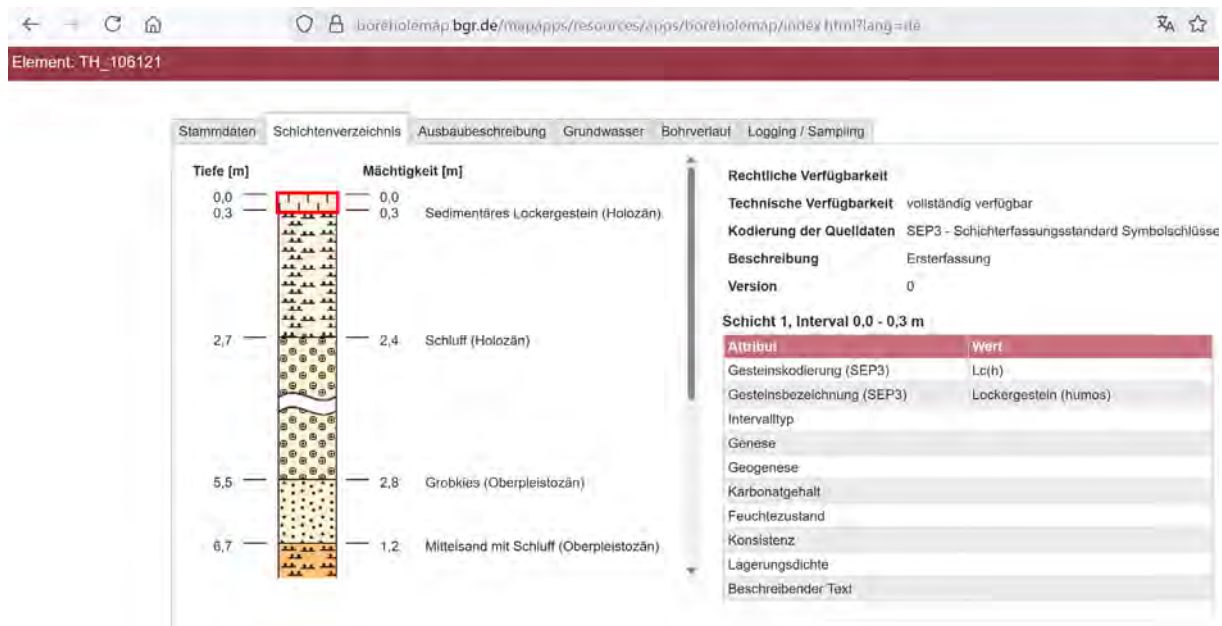 boreholemap.bgr.de/mapapps/resources/apps/boreholemap/index.html?lang=de
Element: TH_106121
Stammdaten Schichtenverzeichnis Ausbaubeschreibung Grundwasser Bohrverlauf Logging / Sampling
Tiefe [m] Mächtigkeit [m]
0,0 0,0
0,3 0,3 Sedimentäres Lockergestein (Holozän)
2,7 2,4 Schluff (Holozän)
5,5 2,8 Grobkies (Oberpleistozän)
6,7 1,2 Mittelsand mit Schluff (Oberpleistozän)
Rechtliche Verfügbarkeit
Technische Verfügbarkeit vollständig verfügbar
Kodierung der Quelldaten SEP3 - Schichterfassungsstandard Symbolschlüsse
Beschreibung Ersterfassung
Version 0
Schicht 1, Interval 0,0 - 0,3 m
Attribut Wert
Gesteinskodierung (SEP3) Lc(h)
Gesteinsbezeichnung (SEP3) Lockergestein (humos)
Intervalltyp
Genese
Geogenese
Karbonatgehalt
Feuchtezustand
Konsistenz
Lagerungsdichte
Beschreibender Text